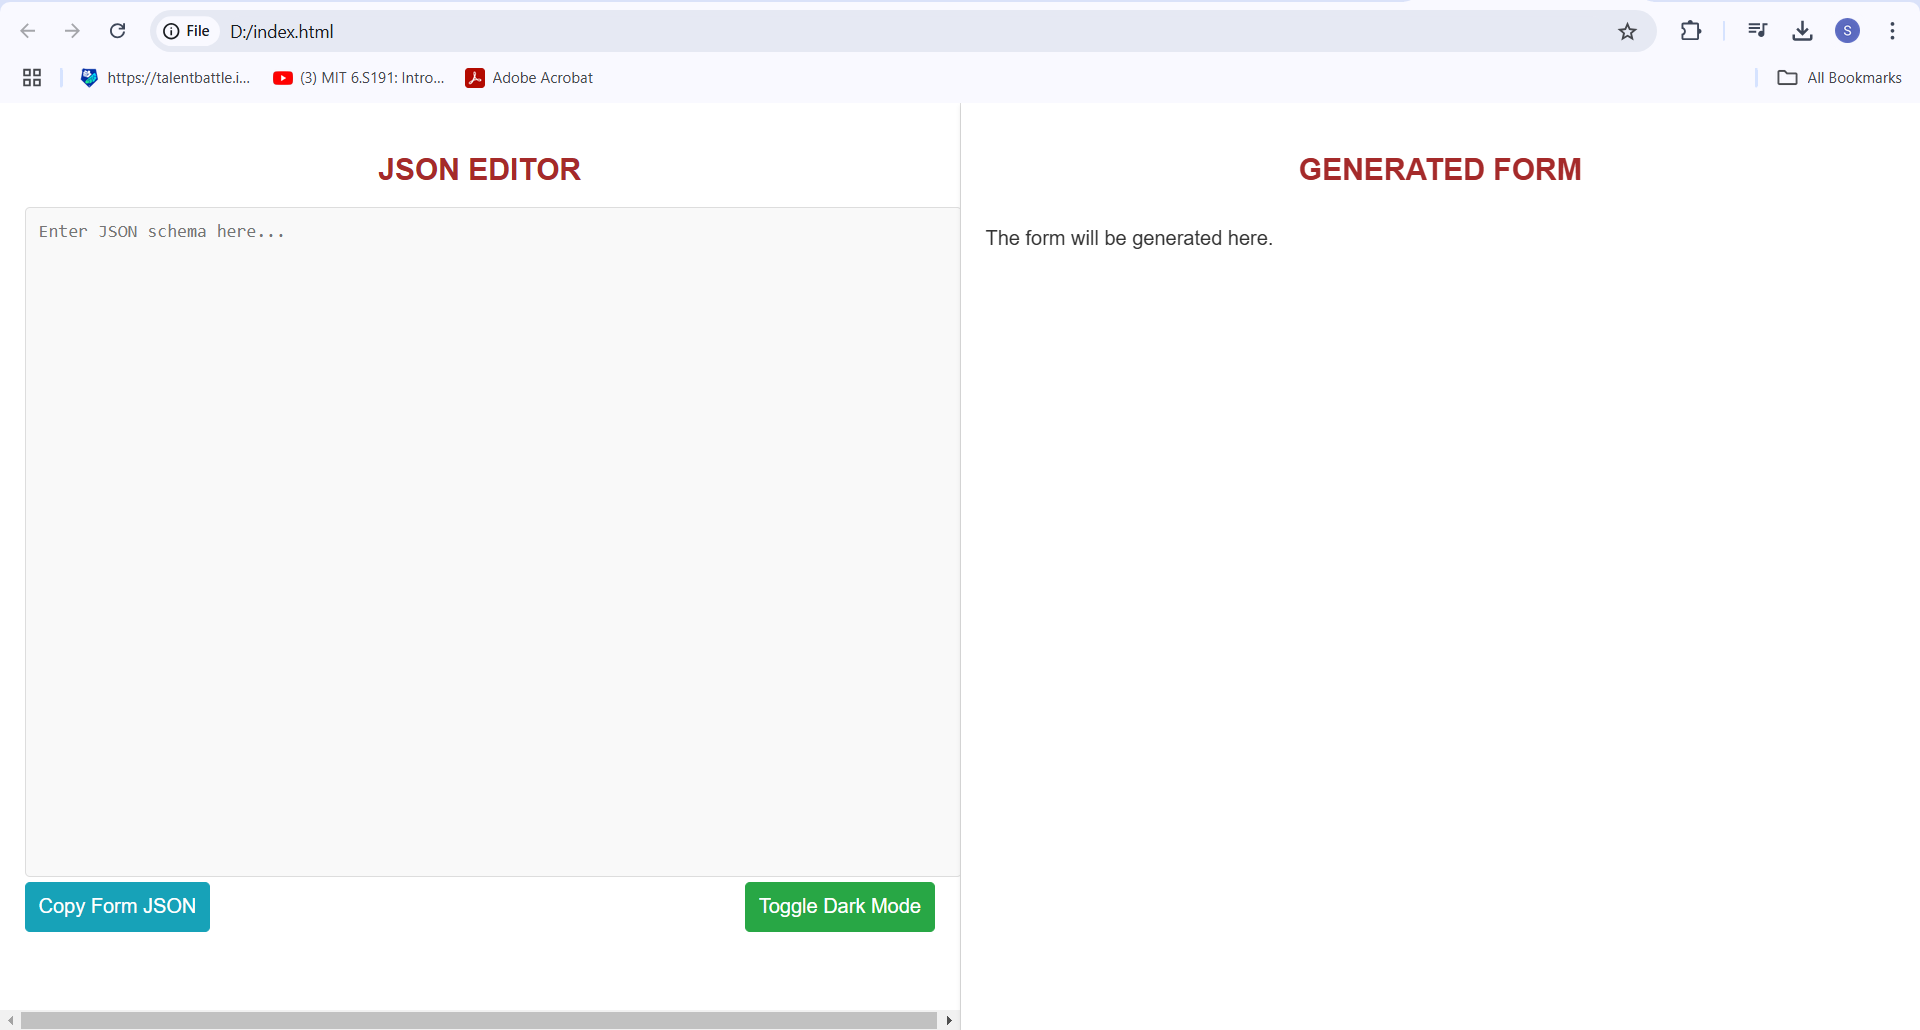 File D:/index.html S
https://talentbattle.i... (3) MIT 6.S191: Intro... Adobe Acrobat All Bookmarks
JSON EDITOR
Enter JSON schema here...
Copy Form JSON Toggle Dark Mode
GENERATED FORM
The form will be generated here.